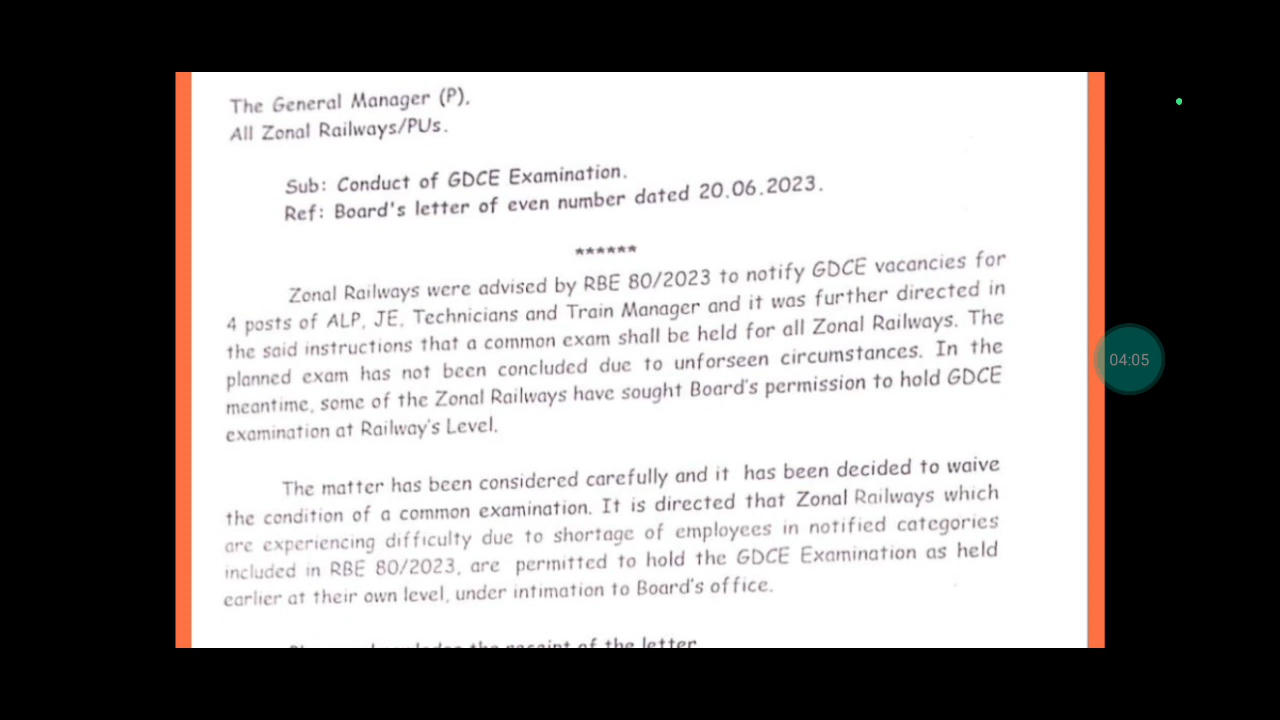 The General Manager (P),
All Zonal Railways/PUs.
Sub: Conduct of GDCE Examination.
Ref: Board's letter of even number dated 20.06.2023.
******
Zonal Railways were advised by RBE 80/2023 to notify GDCE vacancies for
4 posts of ALP, JE, Technicians and Train Manager and it was further directed in
the said instructions that a common exam shall be held for all Zonal Railways. The
planned exam has not been concluded due to unforseen circumstances. In the
meantime, some of the Zonal Railways have sought Board's permission to hold GDCE
examination at Railway's Level.
The matter has been considered carefully and it has been decided to waive
the condition of a common examination. It is directed that Zonal Railways which
are experiencing difficulty due to shortage of employees in notified categories
included in RBE 80/2023, are permitted to hold the GDCE Examination as held
earlier at their own level, under intimation to Board's office.
the receipt of the letter
04:05